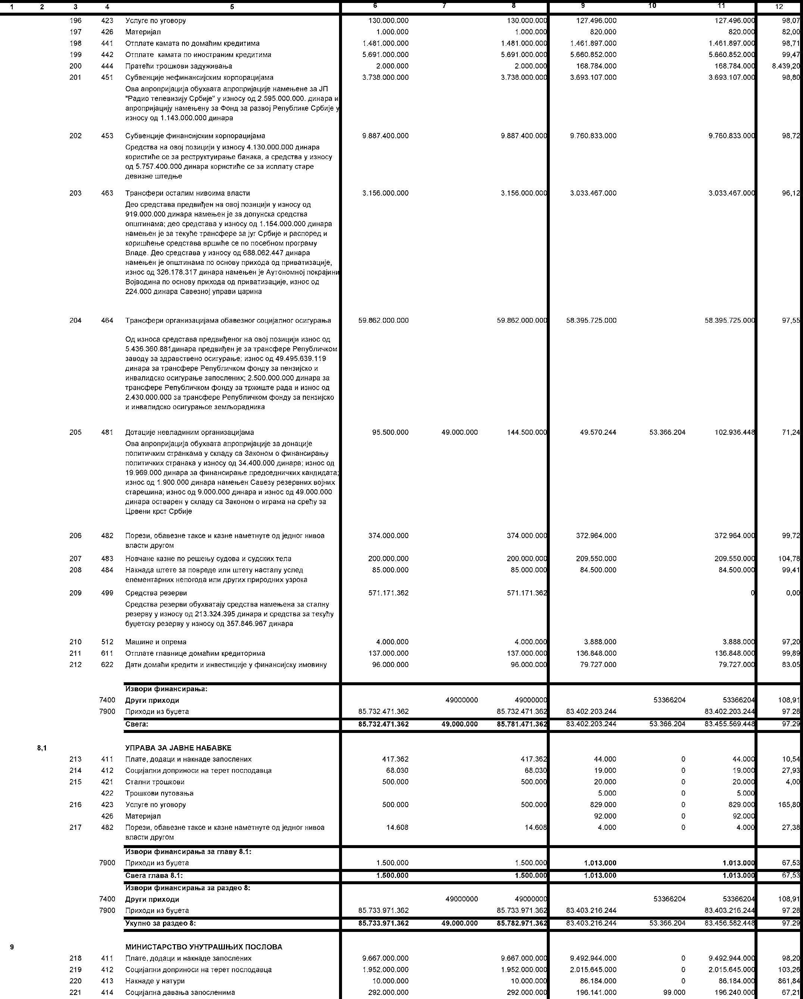 1 2 3 4 5 6 7 8 9 10 11 12
196 423 Услуге по уговору 130.000.000 130.000.000 127.496.000 127.496.000 98,07
197 426 Материјал 1.000.000 1.000.000 820.000 820.000 82,00
198 441 Отплате камата по домаћим кредитима 1.481.000.000 1.481.000.000 1.461.897.000 1.461.897.000 98,71
199 442 Отплате камата по иностраним кредитима 5.691.000.000 5.691.000.000 5.660.852.000 5.660.852.000 99,47
200 444 Пратећи трошкови задуживања 2.000.000 2.000.000 168.784.000 168.784.000 8.439,20
201 451 Субвенције нефинансијским корпорацијама 3.738.000.000 3.738.000.000 3.693.107.000 3.693.107.000 98,80
Ова апропријација обухвата апропријације намењене за ЈП
"Радио телевизију Србије" у износу од 2.595.000.000. динара и
апропријацију намењену за Фонд за развој Републике Србије у
износу од 1.143.000.000 динара
202 453 Субвенције финансијским корпорацијама 9.887.400.000 9.887.400.000 9.760.833.000 9.760.833.000 98,72
Средства на овој позицији у износу 4.130.000.000 динара
користиће се за реструктуирање банака, а средства у износу
од 5.757.400.000 динара користиће се за исплату старе
девизне штедње
203 463 Трансфери осталим нивоима власти 3.156.000.000 3.156.000.000 3.033.467.000 3.033.467.000 96,12
Део средстава предвиђен на овој позицији у износу од
919.000.000 динара намењен је за допунска средства
општинама; део средстава у износу од 1.154.000.000 динара
намењен је за текуће трансфере за југ Србије и распоред и
коришћење средстава вршиће се по посебном програму
Владе. Део средстава у износу од 688.062.447 динара
намењен је општинама по основу прихода од приватизације,
износ од 326.178.317 динара намењен је Аутономној покрајини
Војводина по основу прихода од приватизације, износ од
224.000 динара Савезној управи царина
204 464 Трансфери организацијама обавезног социјалног осигурања 59.862.000.000 59.862.000.000 58.395.725.000 58.395.725.000 97,55
Од износа средстава предвиђеног на овој позицији износ од
5.436.360.881динара предвиђен је за трансфере Републичком
заводу за здравствено осигурање; износ од 49.495.639.119
динара за трансфере Републичком фонду за пензијско и
инвалидско осигурање запослених; 2.500.000.000 динара за
трансфере Републичком фонду за тржиште рада и износ од
2.430.000.000 за трансфере Републичком фонду за пензијско
и инвалидско осигурањсе земљорадника
205 481 Дотације невладиним организацијама 95.500.000 49.000.000 144.500.000 49.570.244 53.366.204 102.936.448 71,24
Ова апропријација обухвата апропријације за донације
политичким странкама у складу са Законом о финансирању
политичких странака у износу од 34.400.000 динара; износ од
19.969.000 динара за финансирање председничких кандидата;
износ од 1.900.000 динара намењен Савезу резервних војних
старешина; износ од 9.000.000 динара и износ од 49.000.000
динара остварен у складу са Законом о играма на срећу за
Црвени крст Србије
206 482 Порези, обавезне таксе и казне наметнуте од једног нивоа 374.000.000 374.000.000 372.964.000 372.964.000 99,72
власти другом
207 483 Новчане казне по решењу судова и судских тела 200.000.000 200.000.000 209.550.000 209.550.000 104,78
208 484 Накнада штете за повреде или штету насталу услед 85.000.000 85.000.000 84.500.000 84.500.000 99,41
елементарних непогода или других природних узрока
209 499 Средства резерви 571.171.362 571.171.362 0 0,00
Средства резерви обухватају средства намењена за сталну
резерву у износу од 213.324.395 динара и средства за текућу
буџетску резерву у износу од 357.846.967 динара
210 512 Машине и опрема 4.000.000 4.000.000 3.888.000 3.888.000 97,20
211 611 Отплате главнице домаћим кредиторима 137.000.000 137.000.000 136.848.000 136.848.000 99,89
212 622 Дати домаћи кредити и инвестиције у финансијску имовину 96.000.000 96.000.000 79.727.000 79.727.000 83.05
Извори финансирања:
7400 Други приходи 49000000 49000000 53366204 53366204 108,91
7900 Приходи из буџета 85.732.471.362 85.732.471.362 83.402.203.244 83.402.203.244 97.28
Свега: 85.732.471.362 49.000.000 85.781.471.362 83.402.203.244 53.366.204 83.455.569.448 97.29
8,1 УПРАВА ЗА ЈАВНЕ НАБАВКЕ
213 411 Плате, додаци и накнаде запослених 417.362 417.362 44.000 0 44.000 10,54
214 412 Социјални доприноси на терет послодавца 68.030 68.030 19.000 0 19.000 27,93
215 421 Стални трошкови 500.000 500.000 20.000 0 20.000 4,00
422 Трошкови путовања 5.000 0 5.000
216 423 Услуге по уговору 500.000 500.000 829.000 0 829.000 165,80
426 Материјал 92.000 0 92.000
217 482 Порези, обавезне таксе и казне наметнуте од једног нивоа 14.608 14.608 4.000 0 4.000 27,38
власти другом
Извори финансирања за главу 8.1:
7900 Приходи из буџета 1.500.000 1.500.000 1.013.000 1.013.000 67,53
Свега глава 8.1: 1.500.000 1.500.000 1.013.000 1.013.000 67,53
Извори финансирања за раздео 8:
7400 Други приходи 49000000 49000000 53366204 53366204 108,91
7900 Приходи из буџета 85.733.971.362 85.733.971.362 83.403.216.244 83.403.216.244 97.28
Укупно за раздео 8: 85.733.971.362 49.000.000 85.782.971.362 83.403.216.244 53.366.204 83.456.582.448 97.29
9 МИНИСТАРСТВО УНУТРАШЊИХ ПОСЛОВА
218 411 Плате, додаци и накнаде запослених 9.667.000.000 9.667.000.000 9.492.944.000 0 9.492.944.000 98,20
219 412 Социјални доприноси на терет послодавца 1.952.000.000 1.952.000.000 2.015.645.000 0 2.015.645.000 103,26
220 413 Накнаде у натури 10.000.000 10.000.000 86.184.000 0 86.184.000 861,84
221 414 Социјална давања запосленима 292.000.000 292.000.000 196.141.000 99.000 196.240.000 67,21